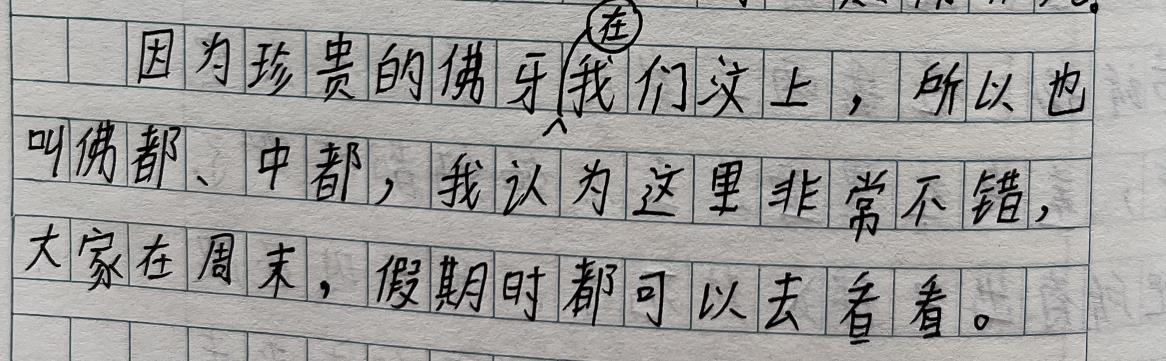 因为珍贵的佛牙在我们汶上，所以也
叫佛都、中都，我认为这里非常不错，
大家在周末，假期时都可以去看看。